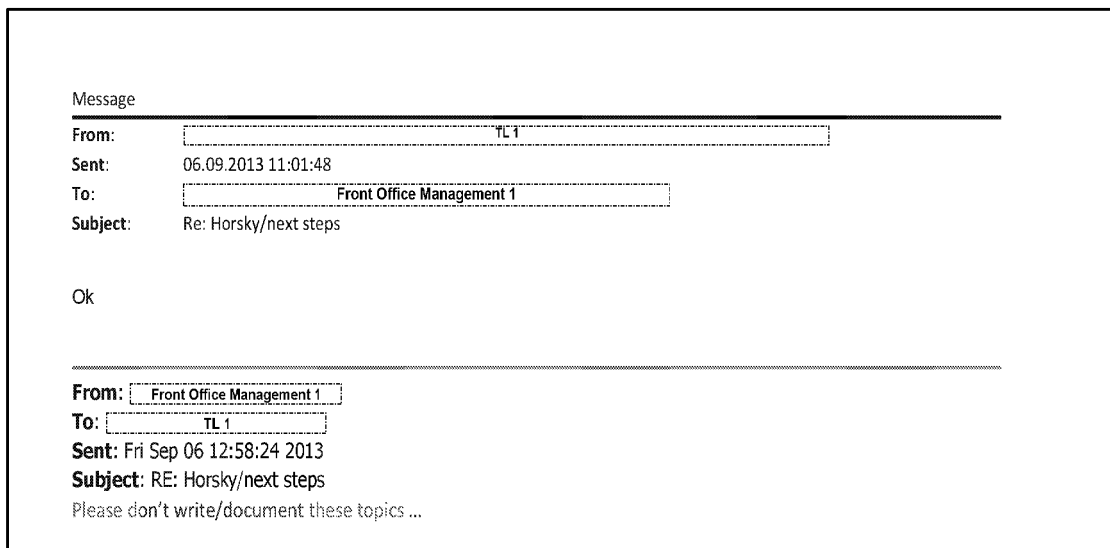 Message
From: TL 1
Sent: 06.09.2013 11:01:48
To: Front Office Management 1
Subject: Re: Horsky/next steps
Ok
From: Front Office Management 1
To: TL 1
Sent: Fri Sep 06 12:58:24 2013
Subject: RE: Horsky/next steps
Please don't write/document these topics ...